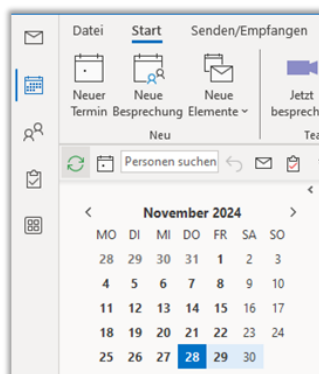 Datei Start Senden/Empfangen
Neuer Termin
Neue Besprechung
Neue Elemente
Jetzt
Neu
Personen suchen
November 2024
MO DI MI DO FR SA SO
28 29 30 31 1 2 3
4 5 6 7 8 9 10
11 12 13 14 15 16 17
18 19 20 21 22 23 24
25 26 27 28 29 30